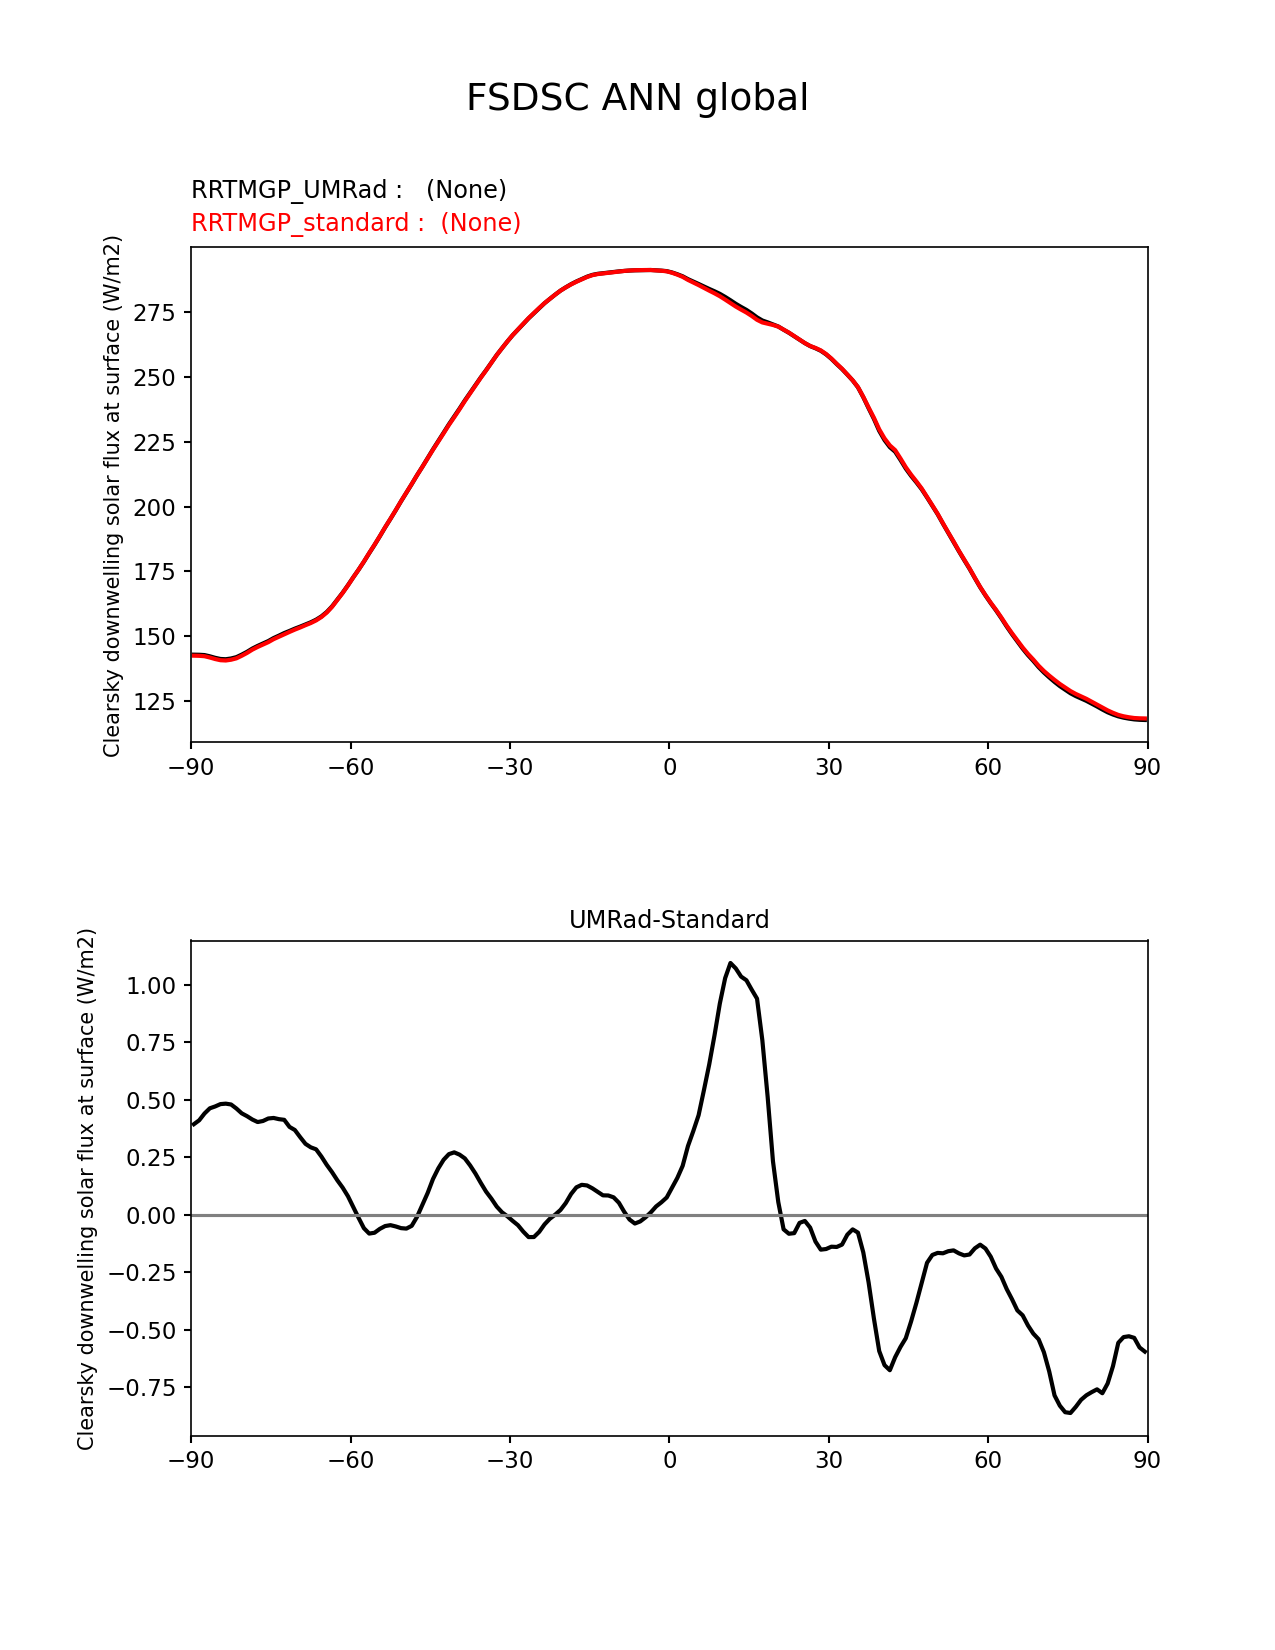 FSDSC ANN global
RRTMGP_UMRad :   (None)
RRTMGP_standard :  (None)
Clearsky downwelling solar flux at surface (W/m2)
275
250
225
200
175
150
125
−90 −60 −30 0 30 60 90
UMRad-Standard
Clearsky downwelling solar flux at surface (W/m2)
1.00
0.75
0.50
0.25
0.00
−0.25
−0.50
−0.75
−90 −60 −30 0 30 60 90